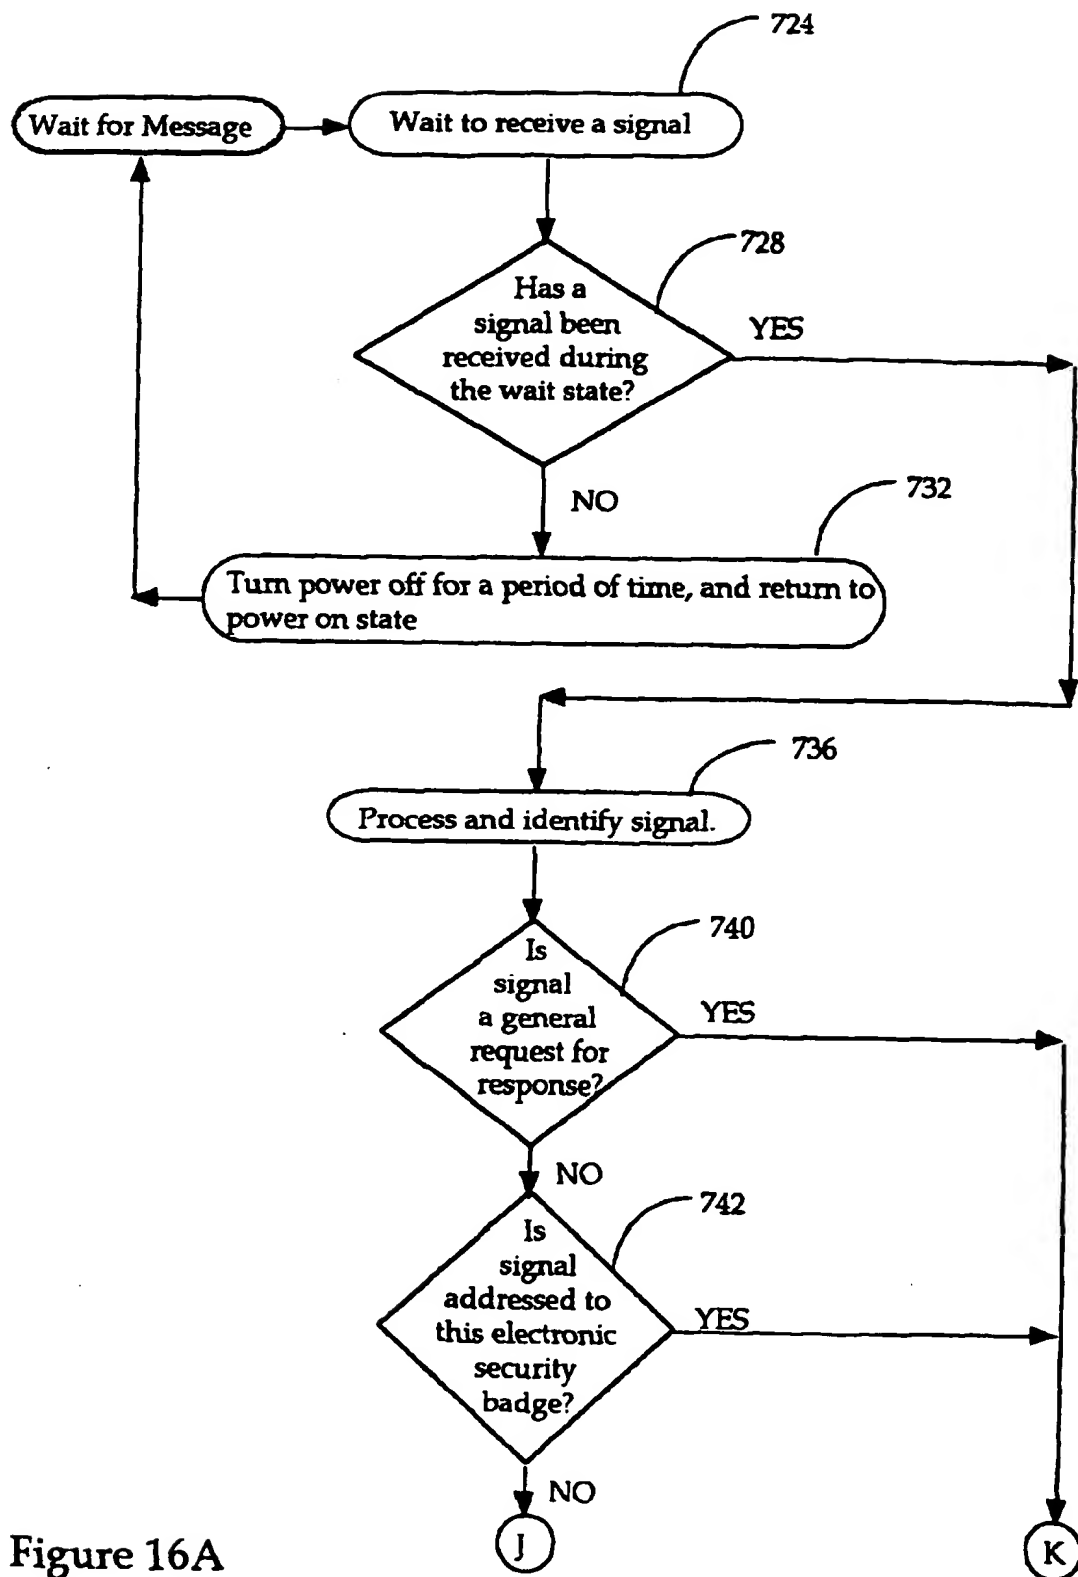 724
Wait for Message
Wait to receive a signal
728
Has a
signal been
received during
the wait state?
YES
NO
732
Turn power off for a period of time, and return to
power on state
736
Process and identify signal.
740
Is
signal
a general
request for
response?
YES
NO
742
Is
signal
addressed to
this electronic
security
badge?
YES
NO
J
K
Figure 16A